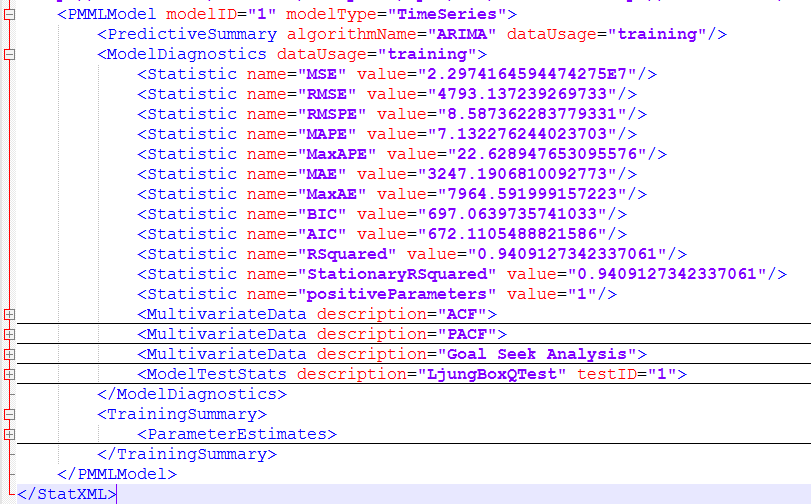 <PMMLModel modelID="1" modelType="TimeSeries">
<PredictiveSummary algorithmName="ARIMA" dataUsage="training"/>
<ModelDiagnostics dataUsage="training">
<Statistic name="MSE" value="2.2974164594474275E7"/>
<Statistic name="RMSE" value="4793.137239269733"/>
<Statistic name="RMSPE" value="8.587362283779331"/>
<Statistic name="MAPE" value="7.132276244023703"/>
<Statistic name="MaxAPE" value="22.628947653095576"/>
<Statistic name="MAE" value="3247.1906810092773"/>
<Statistic name="MaxAE" value="7964.591999157223"/>
<Statistic name="BIC" value="697.0639735741033"/>
<Statistic name="AIC" value="672.1105488821586"/>
<Statistic name="RSquared" value="0.9409127342337061"/>
<Statistic name="StationaryRSquared" value="0.9409127342337061"/>
<Statistic name="positiveParameters" value="1"/>
<MultivariateData description="ACF">
<MultivariateData description="PACF">
<MultivariateData description="Goal Seek Analysis">
<ModelTestStats description="LjungBoxQTest" testID="1">
</ModelDiagnostics>
<TrainingSummary>
<ParameterEstimates>
</TrainingSummary>
</PMMLModel>
</StatXML>